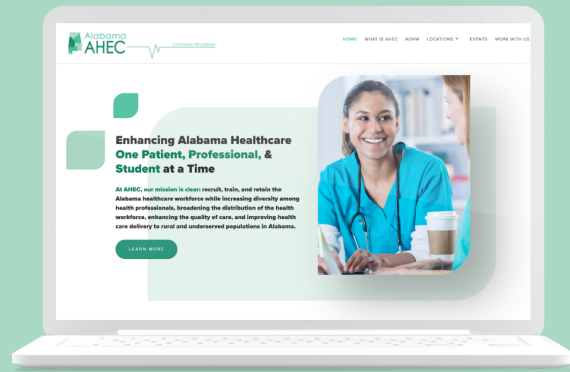 Alabama
AHEC
STATEWIDE PROGRAM
HOME WHAT IS AHEC AOHW LOCATIONS EVENTS WORK WITH US
Enhancing Alabama Healthcare
One Patient, Professional, &
Student at a Time
At AHEC, our mission is clear: recruit, train, and retain the
Alabama healthcare workforce while increasing diversity among
health professionals, broadening the distribution of the health
workforce, enhancing the quality of care, and improving health
care delivery to rural and underserved populations in Alabama.
LEARN MORE